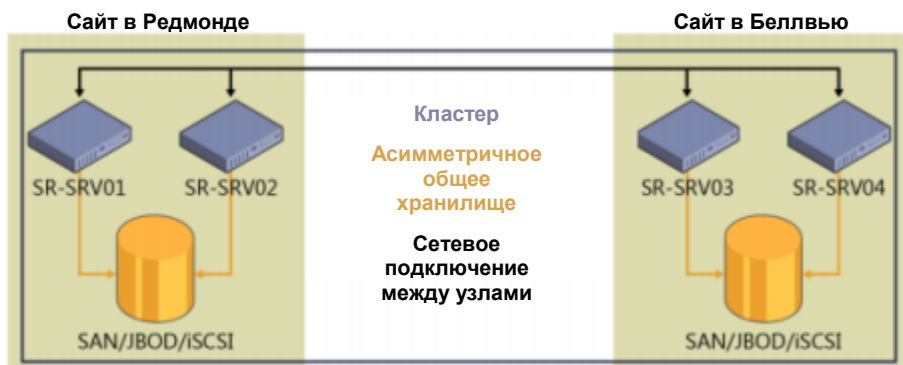 Сайт в Редмонде
Сайт в Беллвью
Кластер
SR-SRV01
SR-SRV02
Асимметричное
общее
хранилище
SR-SRV03
SR-SRV04
Сетевое
подключение
между узлами
SAN/JBOD/iSCSI
SAN/JBOD/iSCSI